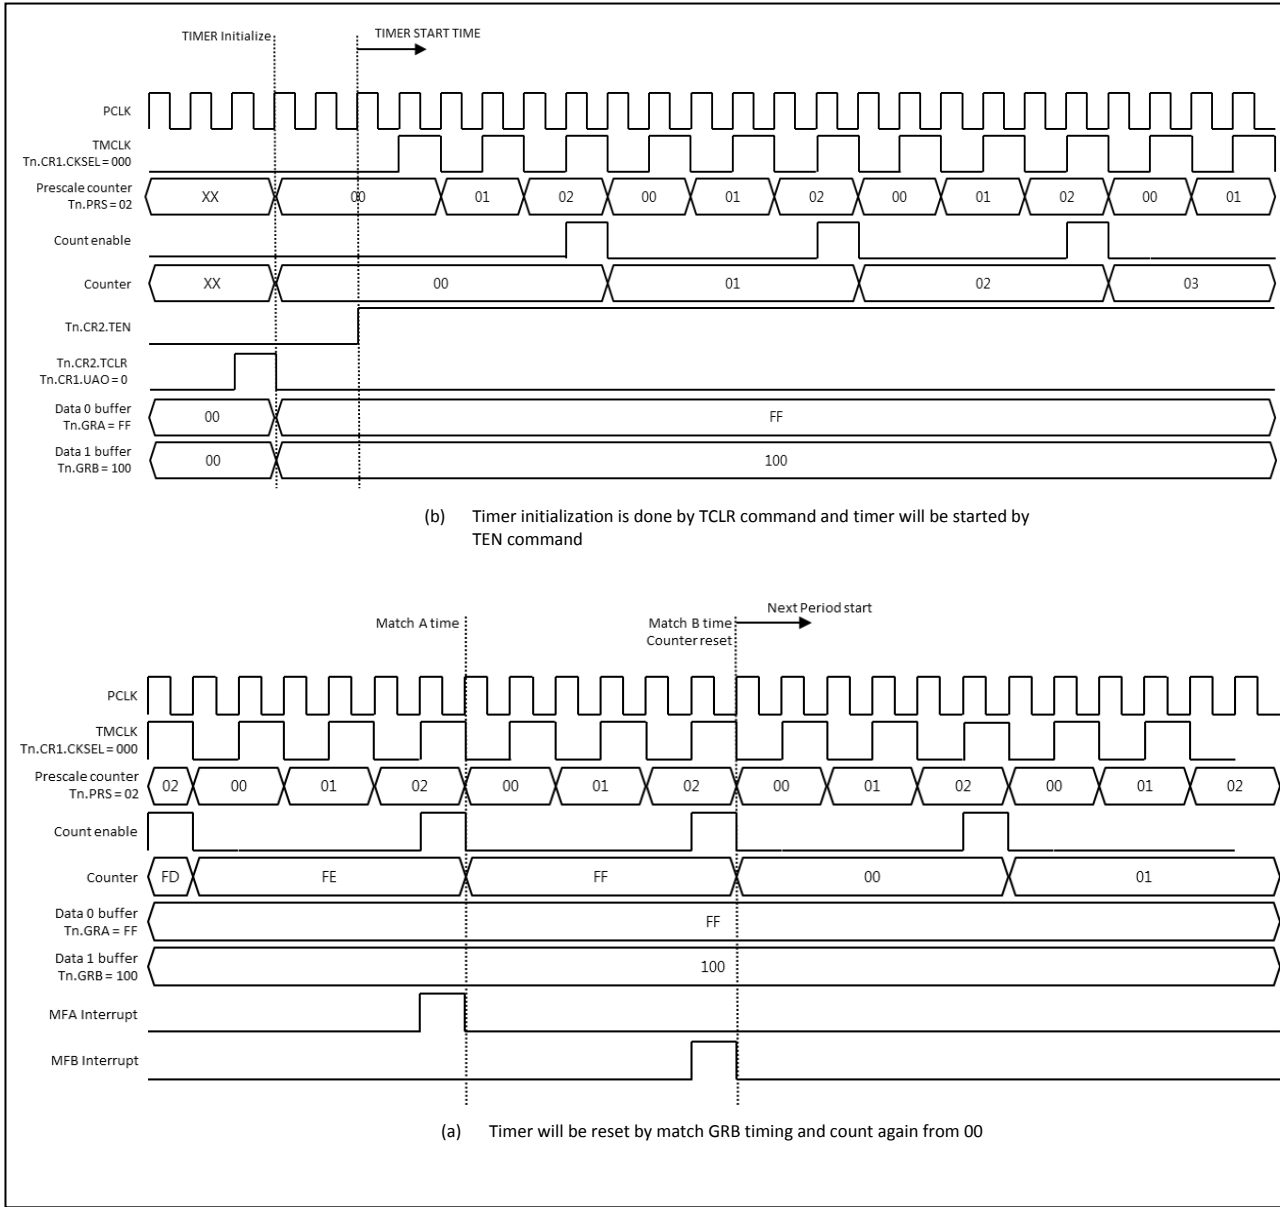 TIMER Initialize
TIMER START TIME
PCLK
TMCLK
Tn.CR1.CKSEL = 000
Prescale counter
Tn.PRS = 02
XX 00 01 02 00 01 02 00 01 02 00 01
Count enable
Counter
XX 00 01 02 03
Tn.CR2.TEN
Tn.CR2.TCLR
Tn.CR1.UAO = 0
Data 0 buffer
Tn.GRA = FF
00 FF
Data 1 buffer
Tn.GRB = 100
00 100
(b) Timer initialization is done by TCLR command and timer will be started by
TEN command
Match A time
Match B time
Counter reset
Next Period start
PCLK
TMCLK
Tn.CR1.CKSEL = 000
Prescale counter
Tn.PRS = 02
02 00 01 02 00 01 02 00 01 02 00 01 02
Count enable
Counter
FD FE FF 00 01
Data 0 buffer
Tn.GRA = FF
FF
Data 1 buffer
Tn.GRB = 100
100
MFA Interrupt
MFB Interrupt
(a) Timer will be reset by match GRB timing and count again from 00